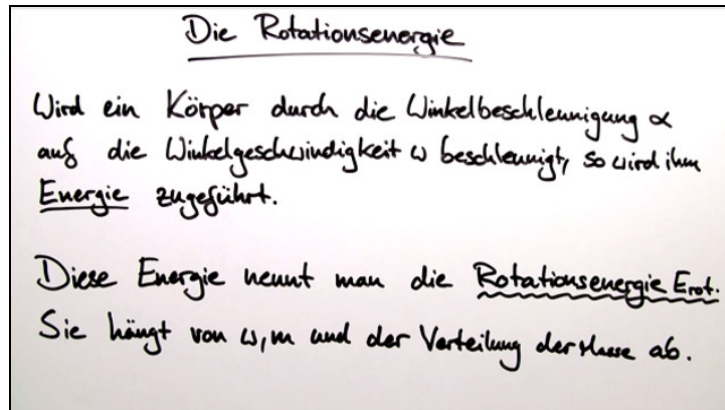 Die Rotationsenergie
Wird ein Körper durch die Winkelbeschleunigung α
auf die Winkelgeschwindigkeit ω beschleunigt, so wird ihm
Energie zugeführt.
Diese Energie nennt man die Rotationsenergie Erot.
Sie hängt von ω, m und der Verteilung der Masse ab.